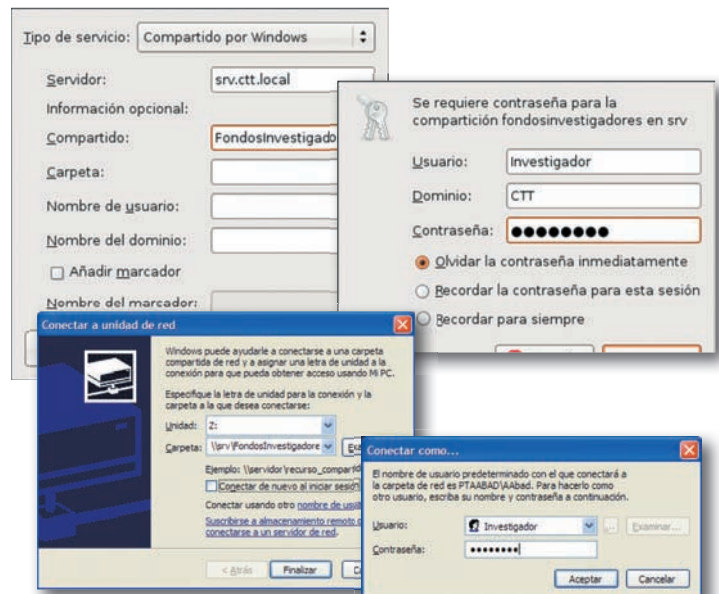 Tipo de servicio: Compartido por Windows
Servidor: srv.ctt.local
Información opcional:
Compartido: FondosInvestigado
Carpeta:
Nombre de usuario:
Nombre del dominio:
Añadir marcador
Nombre del marcador:
Se requiere contraseña para la
compartición fondosinvestigadores en srv
Usuario: Investigador
Dominio: CTT
Contraseña: ●●●●●●●●
Olvidar la contraseña inmediatamente
Recordar la contraseña para esta sesión
Recordar para siempre
Conectar a unidad de red
Windows puede ayudarle a conectarse a una carpeta
compartida de red y a asignar una letra de unidad a la
conexión para que pueda obtener acceso usando Mi PC.
Especifique la letra de unidad para la conexión y la
carpeta a la que desea conectarse:
Unidad: Z:
Carpeta: \\srv\FondosInvestigadore
Ejemplo: \\servidor\recurso_compartid
Conectar de nuevo al iniciar sesión
Conectar usando otro nombre de usua
Suscribirse a almacenamiento remoto o
conectarse a un servidor de red.
< Atrás Finalizar
Conectar como...
El nombre de usuario predeterminado con el que conectará a
la carpeta de red es PTAABAD\AAbad. Para hacerlo como
otro usuario, escriba su nombre y contraseña a continuación.
Usuario: Investigador ... Examinar...
Contraseña: ●●●●●●●●
Aceptar Cancelar